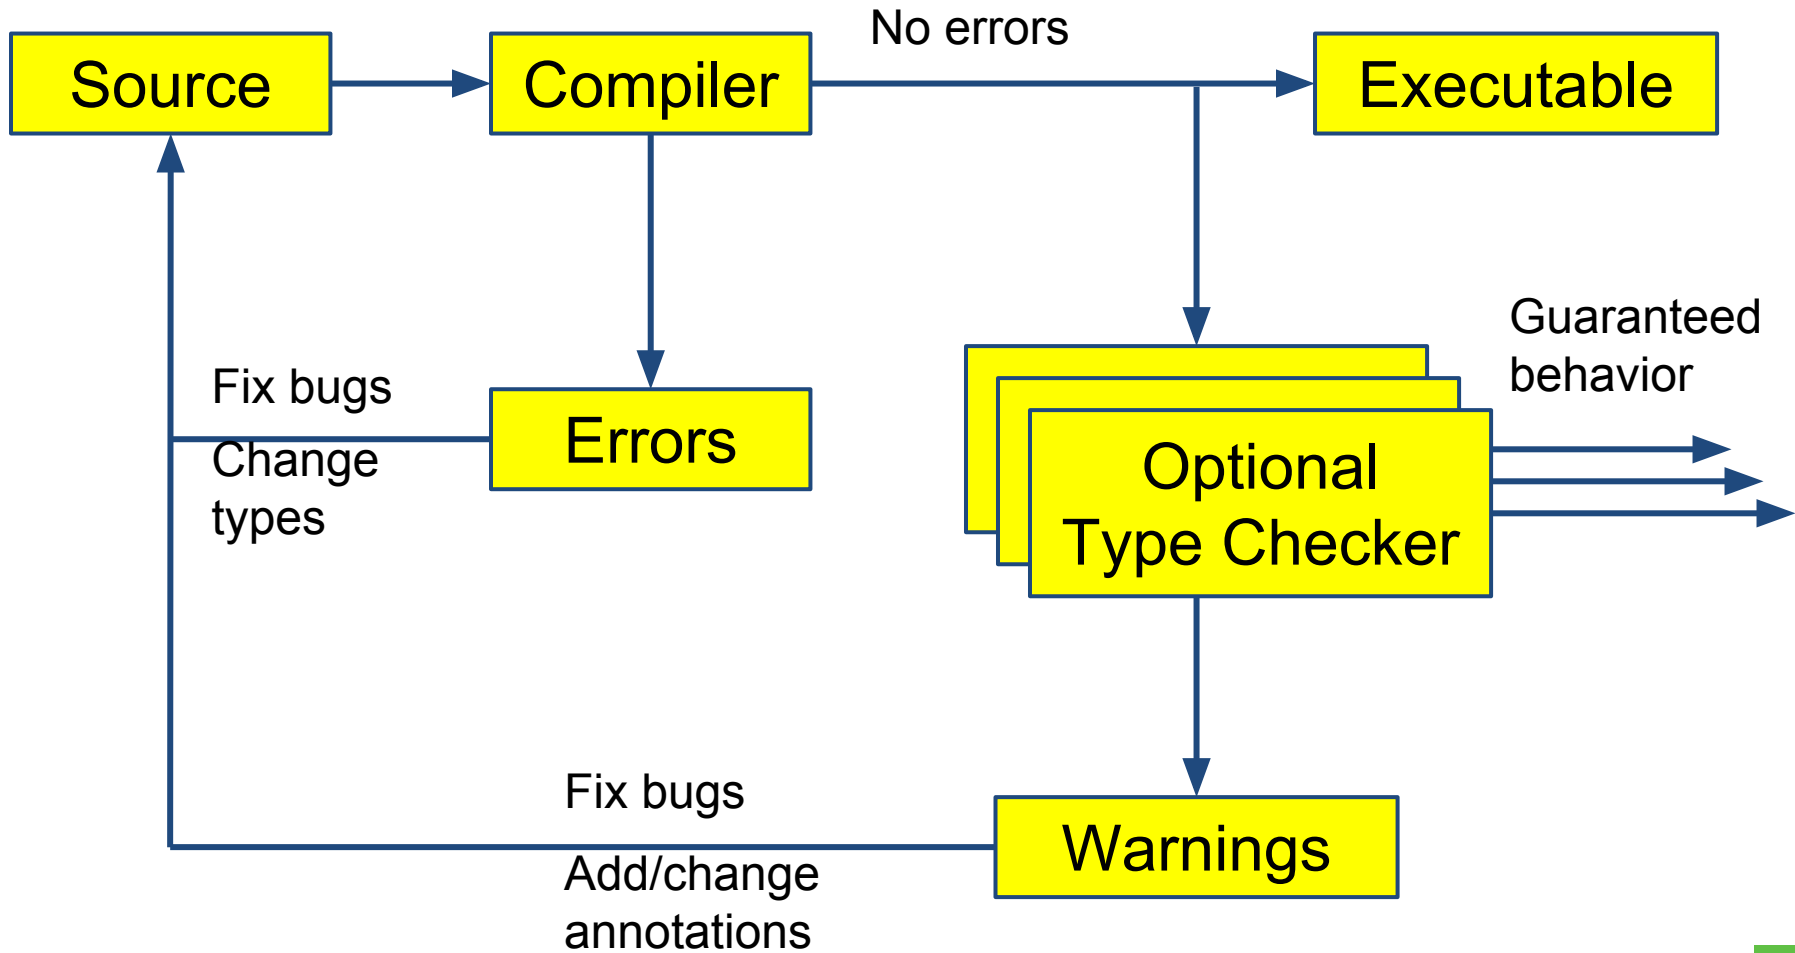 No errors
Source
Compiler
Executable
Guaranteed
behavior
Fix bugs
Change
types
Errors
Optional
Type Checker
Fix bugs
Add/change
annotations
Warnings